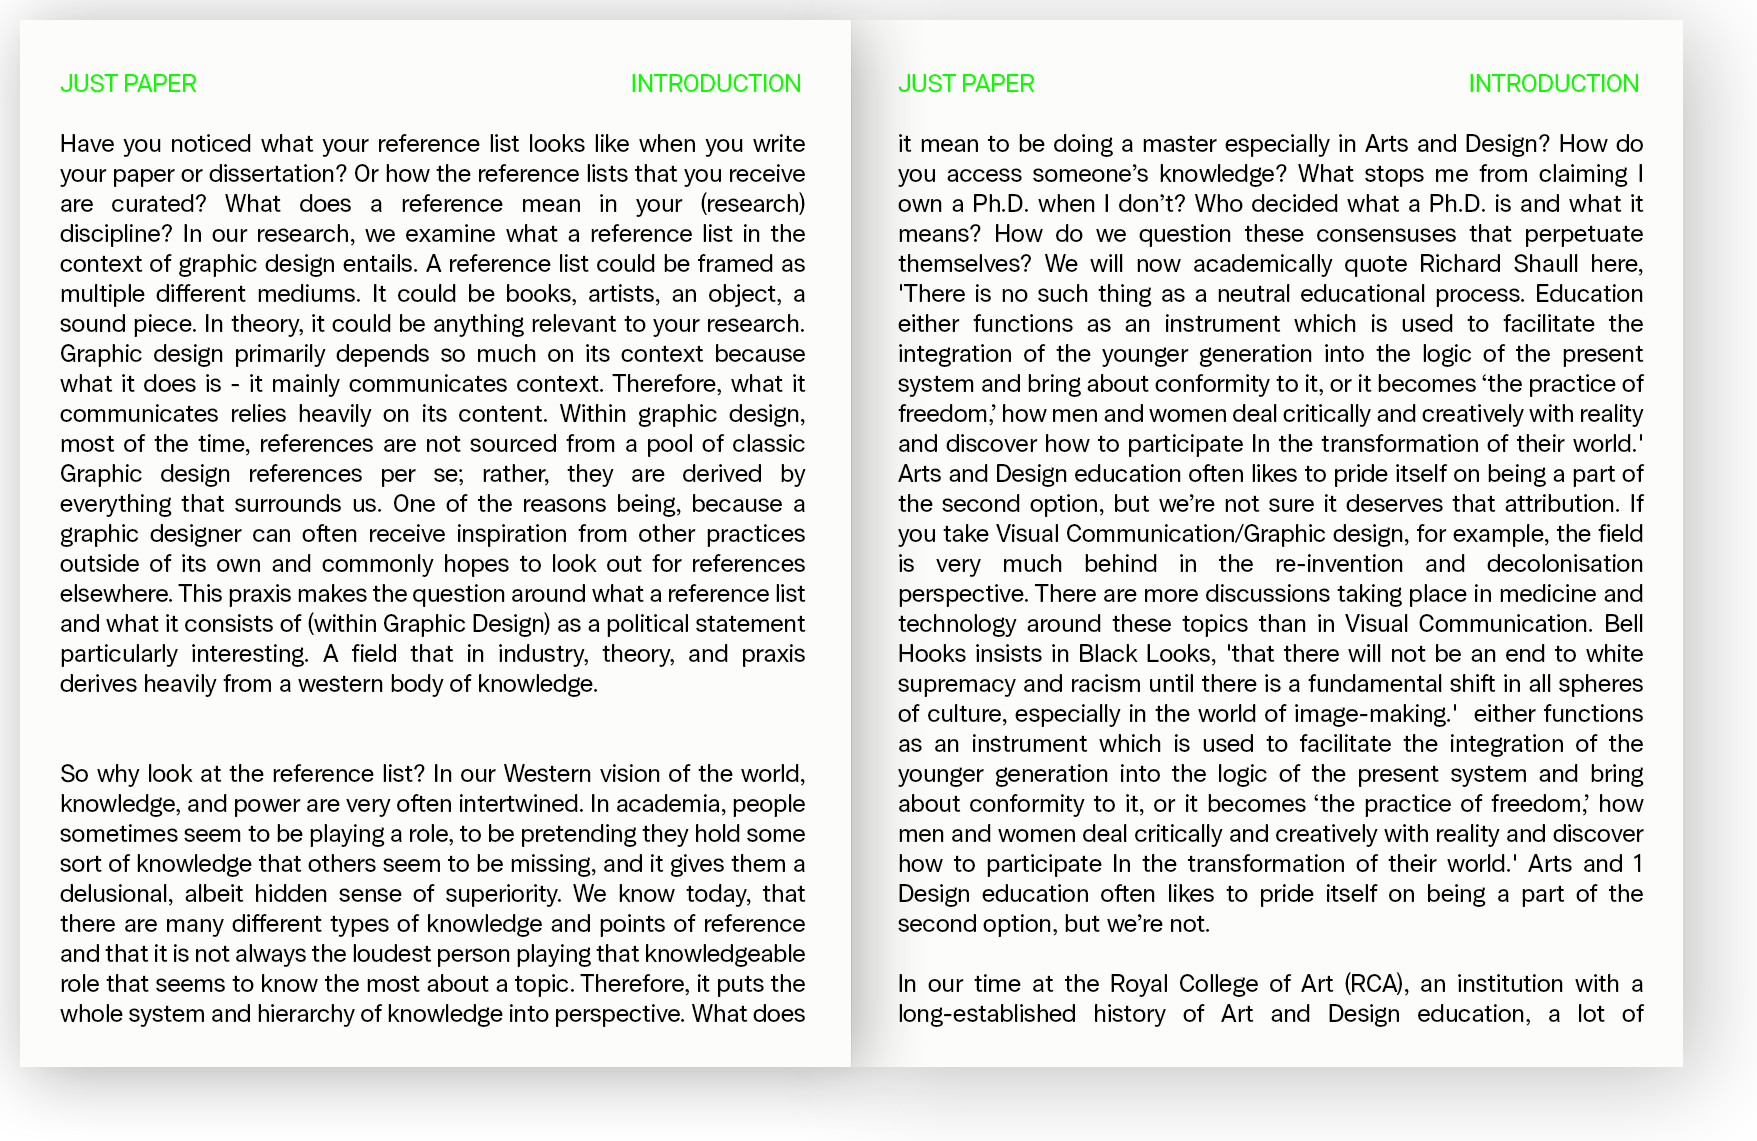 JUST PAPER
INTRODUCTION
Have you noticed what your reference list looks like when you write
your paper or dissertation? Or how the reference lists that you receive
are curated? What does a reference mean in your (research)
discipline? In our research, we examine what a reference list in the
context of graphic design entails. A reference list could be framed as
multiple different mediums. It could be books, artists, an object, a
sound piece. In theory, it could be anything relevant to your research.
Graphic design primarily depends so much on its context because
what it does is - it mainly communicates context. Therefore, what it
communicates relies heavily on its content. Within graphic design,
most of the time, references are not sourced from a pool of classic
Graphic design references per se; rather, they are derived by
everything that surrounds us. One of the reasons being, because a
graphic designer can often receive inspiration from other practices
outside of its own and commonly hopes to look out for references
elsewhere. This praxis makes the question around what a reference list
and what it consists of (within Graphic Design) as a political statement
particularly interesting. A field that in industry, theory, and praxis
derives heavily from a western body of knowledge.
So why look at the reference list? In our Western vision of the world,
knowledge, and power are very often intertwined. In academia, people
sometimes seem to be playing a role, to be pretending they hold some
sort of knowledge that others seem to be missing, and it gives them a
delusional, albeit hidden sense of superiority. We know today, that
there are many different types of knowledge and points of reference
and that it is not always the loudest person playing that knowledgeable
role that seems to know the most about a topic. Therefore, it puts the
whole system and hierarchy of knowledge into perspective. What does
JUST PAPER
INTRODUCTION
it mean to be doing a master especially in Arts and Design? How do
you access someone’s knowledge? What stops me from claiming I
own a Ph.D. when I don’t? Who decided what a Ph.D. is and what it
means? How do we question these consensuses that perpetuate
themselves? We will now academically quote Richard Shaull here,
'There is no such thing as a neutral educational process. Education
either functions as an instrument which is used to facilitate the
integration of the younger generation into the logic of the present
system and bring about conformity to it, or it becomes ‘the practice of
freedom,’ how men and women deal critically and creatively with reality
and discover how to participate In the transformation of their world.'
Arts and Design education often likes to pride itself on being a part of
the second option, but we’re not sure it deserves that attribution. If
you take Visual Communication/Graphic design, for example, the field
is very much behind in the re-invention and decolonisation
perspective. There are more discussions taking place in medicine and
technology around these topics than in Visual Communication. Bell
Hooks insists in Black Looks, 'that there will not be an end to white
supremacy and racism until there is a fundamental shift in all spheres
of culture, especially in the world of image-making.'  either functions
as an instrument which is used to facilitate the integration of the
younger generation into the logic of the present system and bring
about conformity to it, or it becomes ‘the practice of freedom,’ how
men and women deal critically and creatively with reality and discover
how to participate In the transformation of their world.' Arts and 1
Design education often likes to pride itself on being a part of the
second option, but we’re not.
In our time at the Royal College of Art (RCA), an institution with a
long-established history of Art and Design education, a lot of